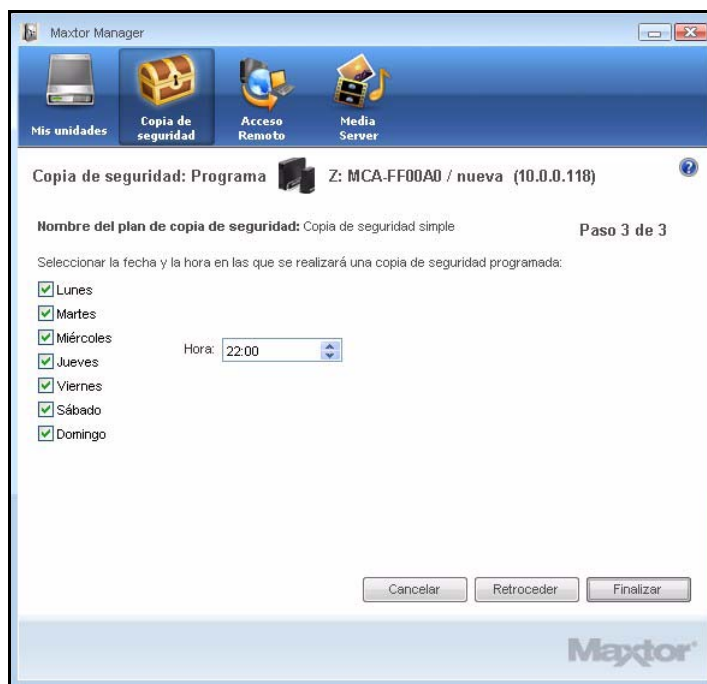 Maxtor Manager
Mis unidades
Copia de
seguridad
Acceso
Remoto
Media
Server
Copia de seguridad: Programa
Z: MCA-FF00A0 / nueva (10.0.0.118)
?
Nombre del plan de copia de seguridad: Copia de seguridad simple
Paso 3 de 3
Seleccionar la fecha y la hora en las que se realizará una copia de seguridad programada:
Lunes
Martes
Miércoles
Jueves
Viernes
Sábado
Domingo
Hora: 22:00
Cancelar
Retroceder
Finalizar
Maxtor